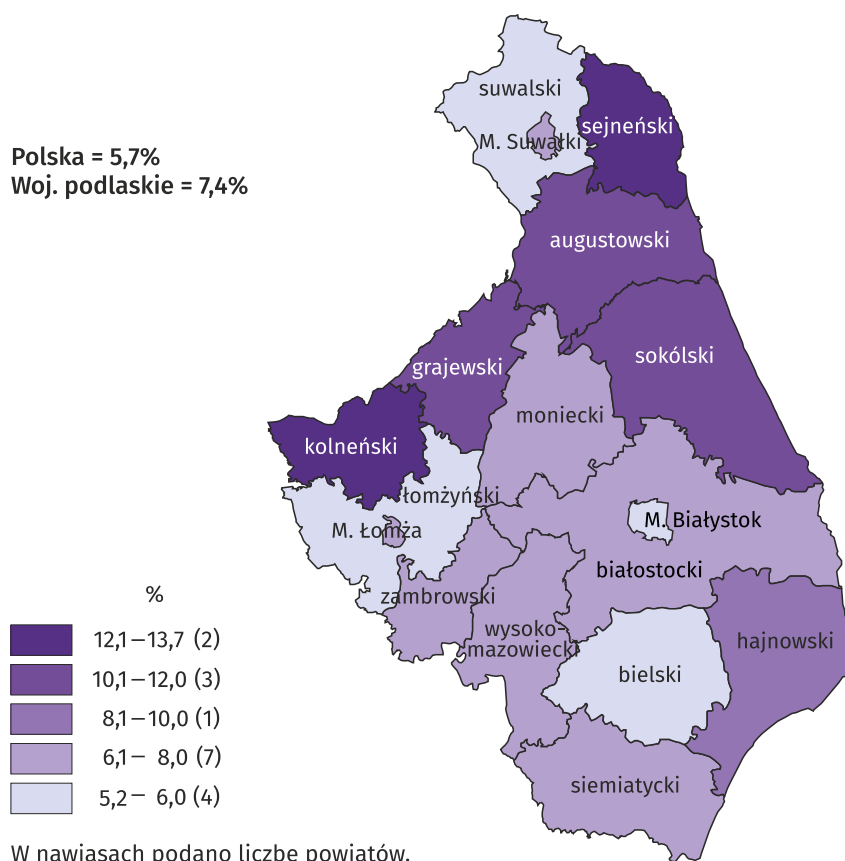 Polska = 5,7%
Woj. podlaskie = 7,4%
suwalski
M. Suwałki
sejneński
augustowski
grajewski
sokólski
moniecki
kolneński
łomżyński
M. Łomża
M. Białystok
białostocki
zambrowski
wysoko-
mazowiecki
hajnowski
bielski
siemiatycki
%
12,1–13,7 (2)
10,1–12,0 (3)
8,1–10,0 (1)
6,1– 8,0 (7)
5,2– 6,0 (4)
W nawiasach podano liczbę powiatów.